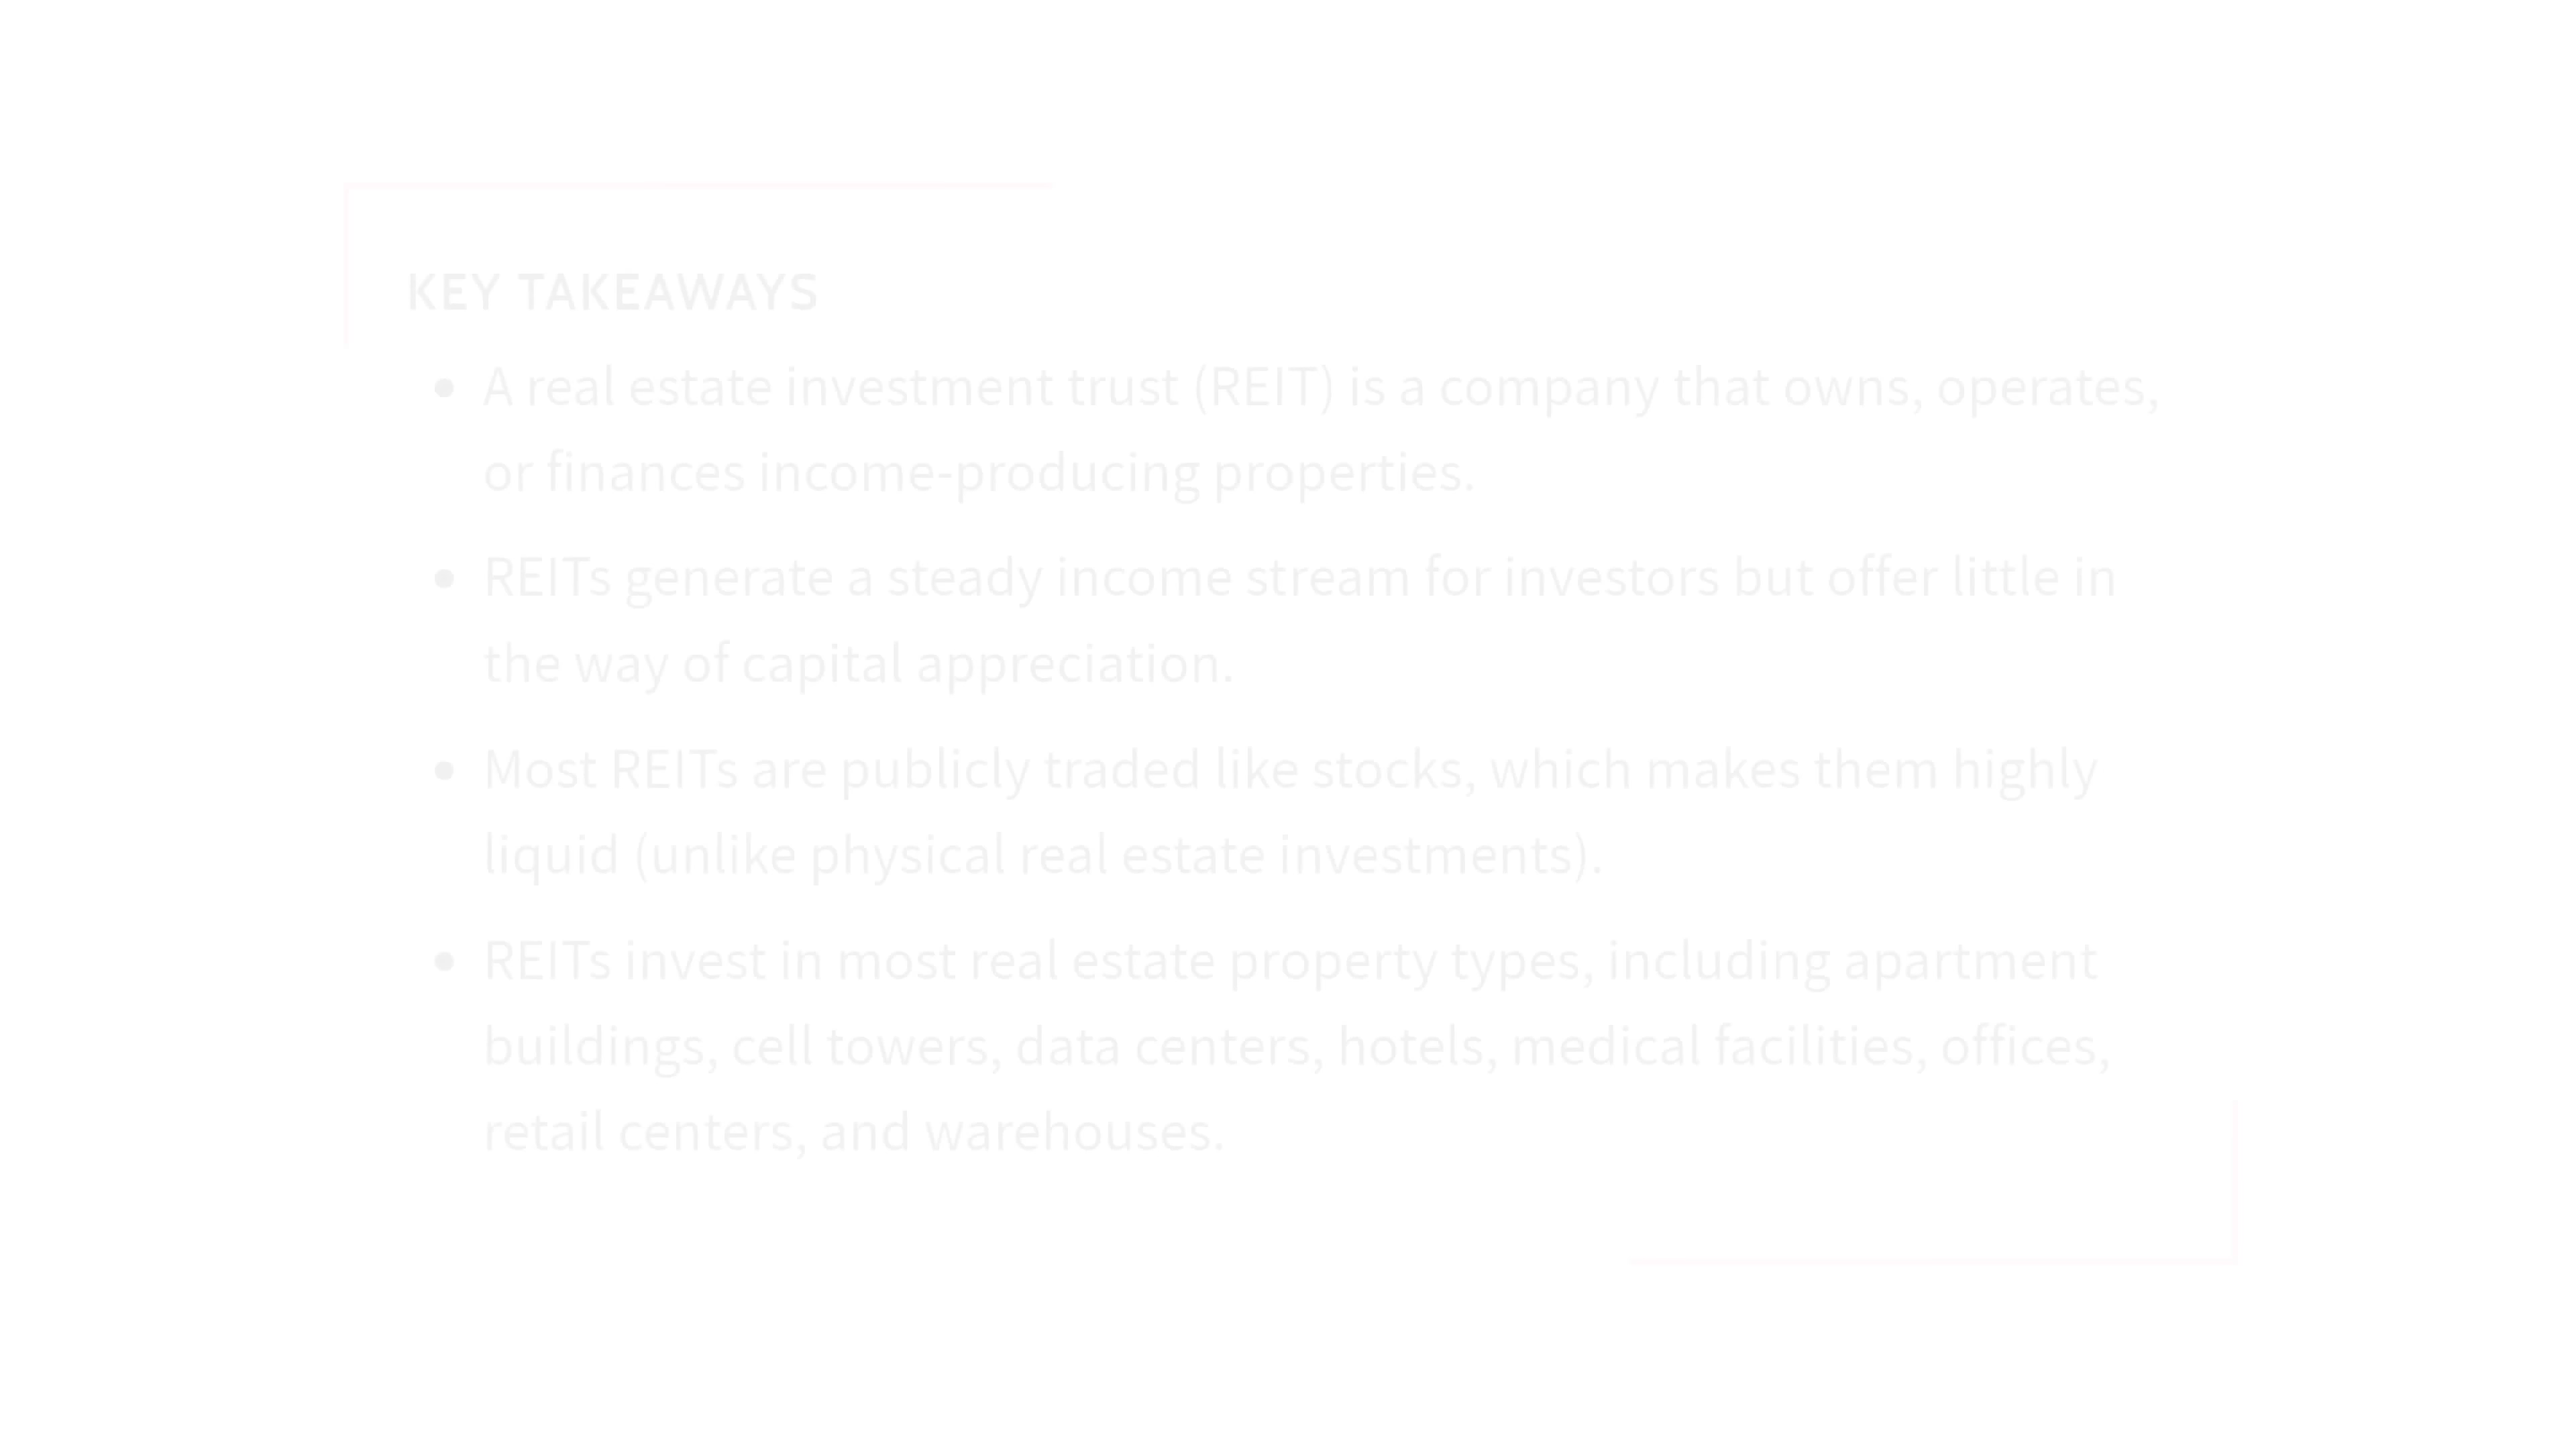 KEY TAKEAWAYS
• A real estate investment trust (REIT) is a company that owns, operates,
or finances income-producing properties.
• REITs generate a steady income stream for investors but offer little in
the way of capital appreciation.
• Most REITs are publicly traded like stocks, which makes them highly
liquid (unlike physical real estate investments).
• REITs invest in most real estate property types, including apartment
buildings, cell towers, data centers, hotels, medical facilities, offices,
retail centers, and warehouses.